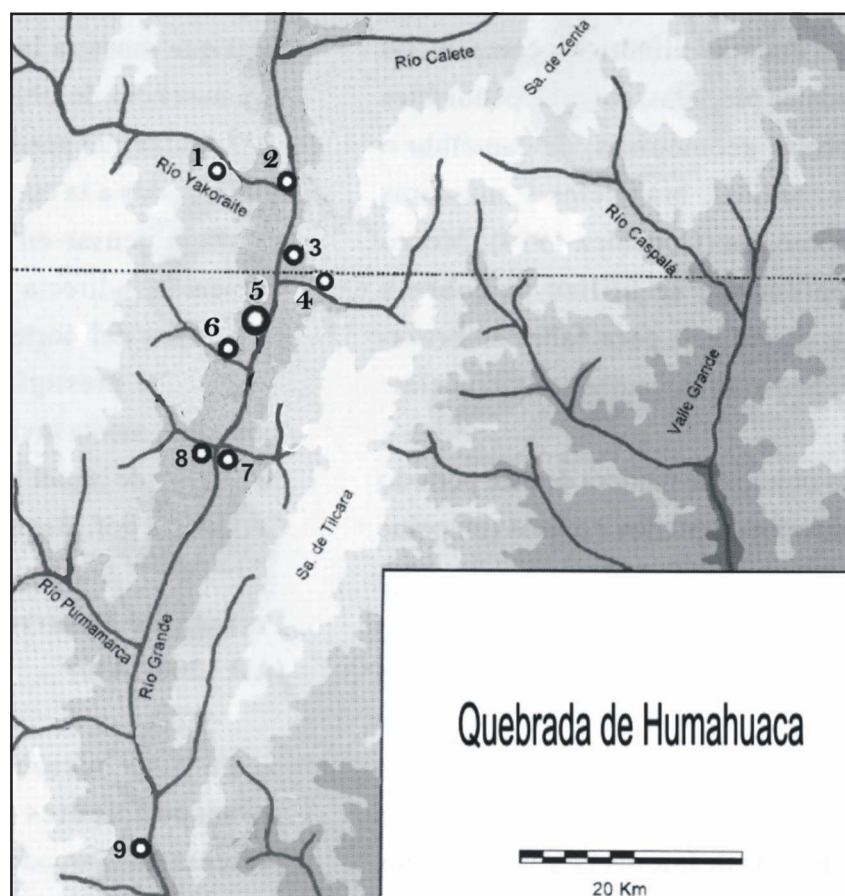 Río Calete
Sa. de Zenta
1
2
Río Yakoraite
Río Caspalá
3
4
5
6
Valle Grande
8
7
Sa. de Tilcara
Río Purmamarca
Río Grande
Quebrada de Humahuaca
9
20 Km